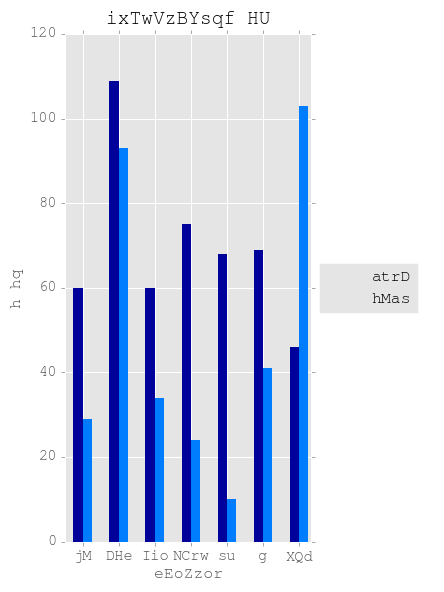 ixTwVzBYsqf HU
120
100
80
60
40
20
0
h hq
jM DHe Iio NCrw su g XQd
eEoZzor
atrD
hMas